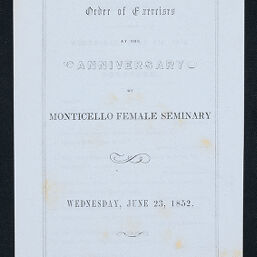 Order of Exercises
AT THE
ANNIVERSARY
OF
MONTICELLO FEMALE SEMINARY
WEDNESDAY, JUNE 23, 1852.